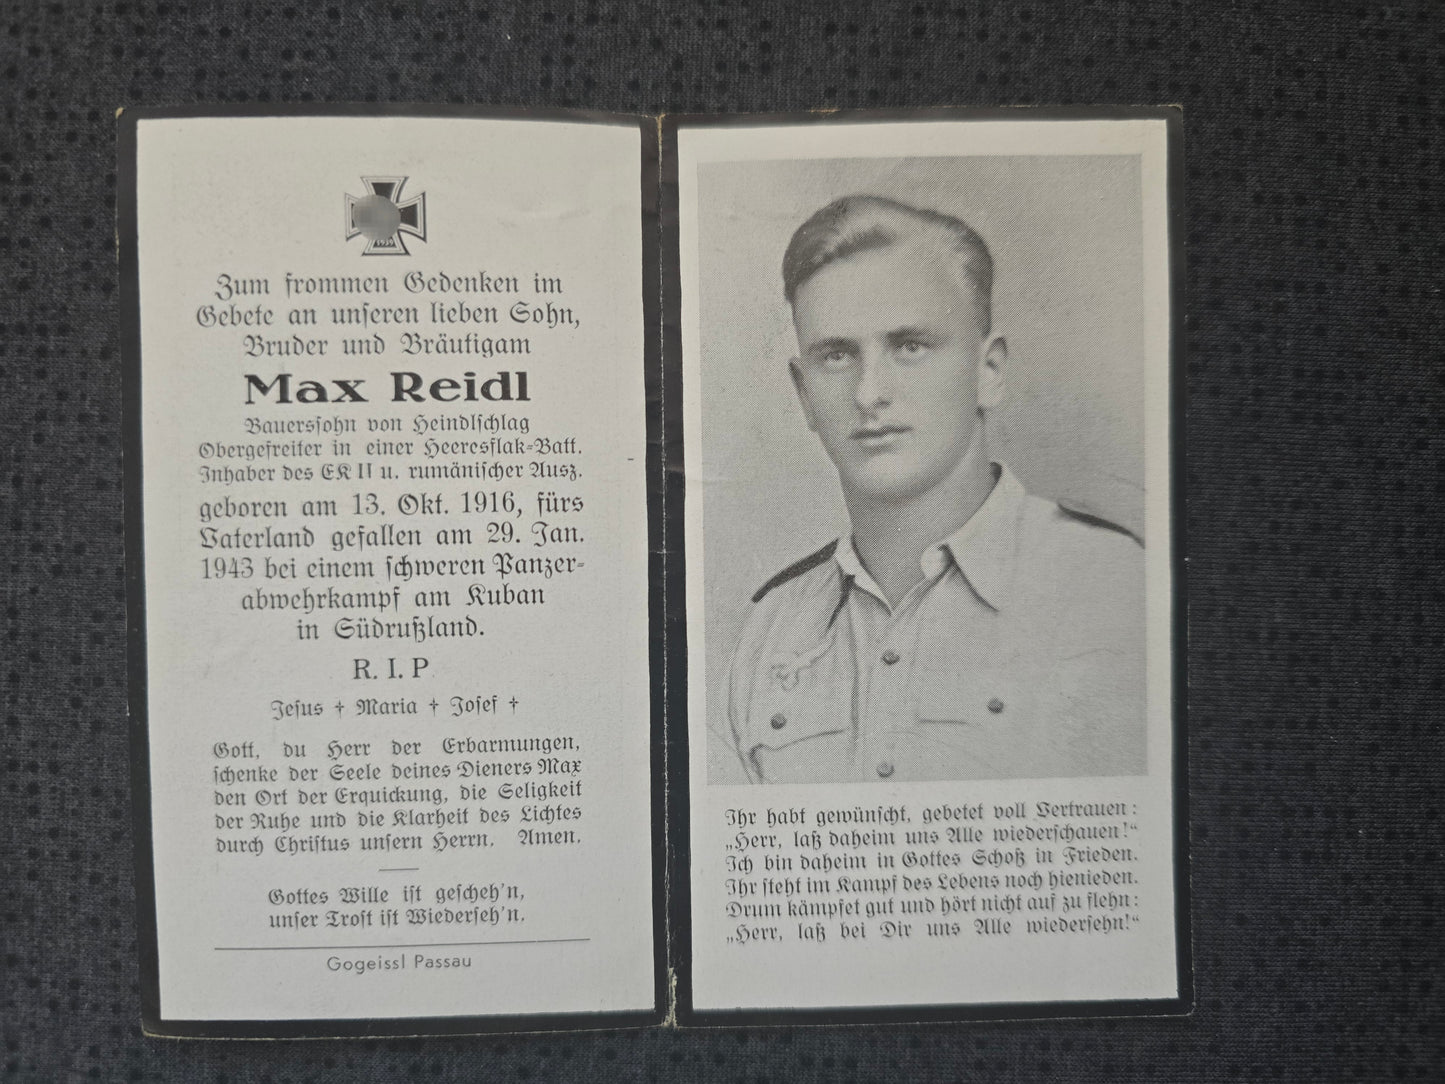 1939
Zum frommen Gedenken im
Gebete an unseren lieben Sohn,
Bruder und Bräutigam
Max Reidl
Bauerssohn von Heindlschlag
Obergefreiter in einer Heeresflak-Batt.
Inhaber des EK II u. rumänischer Ausz.
geboren am 13. Okt. 1916, fürs
Vaterland gefallen am 29. Jan.
1943 bei einem schweren Panzer-
abwehrkampf am Kuban
in Südrußland.
R. I. P
Jesus † Maria † Josef †
Gott, du Herr der Erbarmungen,
schenke der Seele deines Dieners Max
den Ort der Erquickung, die Seligkeit
der Ruhe und die Klarheit des Lichtes
durch Christus unsern Herrn. Amen.
Gottes Wille ist gescheh'n,
unser Trost ist Wiederseh'n.
Gogeissl Passau
Ihr habt gewünscht, gebetet voll Vertrauen:
„Herr, laß daheim uns Alle wiederschauen!“
Ich bin daheim in Gottes Schoß in Frieden.
Ihr steht im Kampf des Lebens noch hienieden.
Drum kämpfet gut und hört nicht auf zu flehn:
„Herr, laß bei Dir uns Alle wiedersehn!“